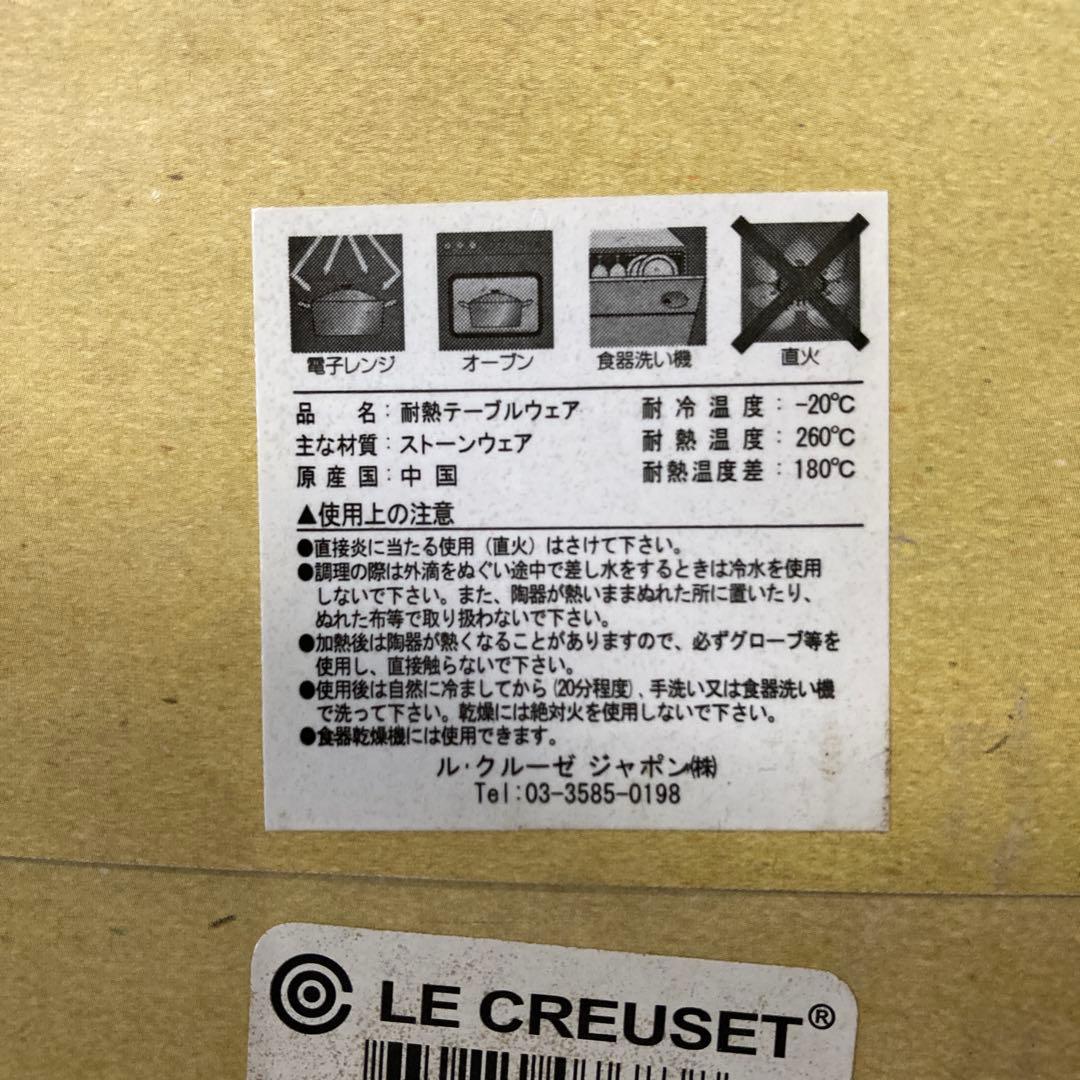 電子レンジ オーブン 食器洗い機 直火
品 名：耐熱テーブルウェア 耐冷温度：-20℃
主な材質：ストーンウェア 耐熱温度：260℃
原産国：中国 耐熱温度差：180℃
▲使用上の注意
●直接炎に当たる使用（直火）はさけて下さい。
●調理の際は外滴をぬぐい途中で差し水をするときは冷水を使用
しないで下さい。また、陶器が熱いままぬれた所に置いたり、
ぬれた布等で取り扱わないで下さい。
●加熱後は陶器が熱くなることがありますので、必ずグローブ等を
使用し、直接触らないで下さい。
●使用後は自然に冷ましてから（20分程度）、手洗い又は食器洗い機
で洗って下さい。乾燥には絶対火を使用しないで下さい。
●食器乾燥機には使用できます。
ル・クルーゼ ジャポン㈱
Tel:03-3585-0198
LE CREUSET®